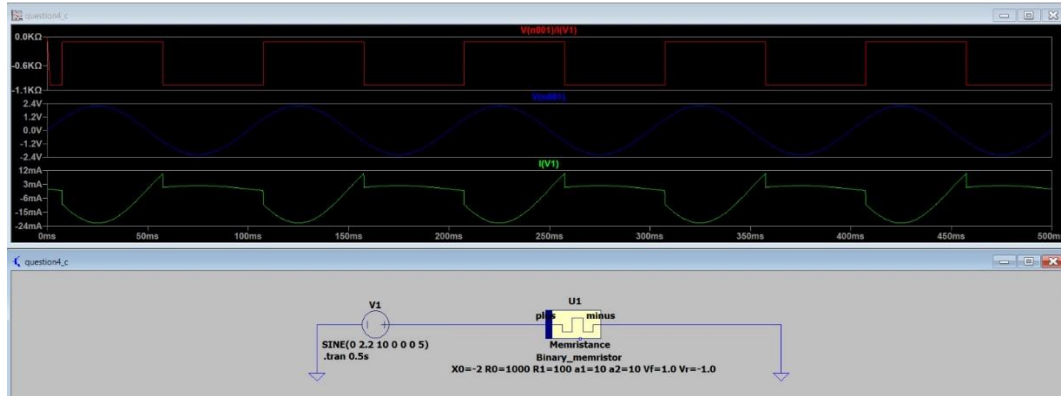 question4_c
V(n001)/I(V1)
0.0KΩ
-0.6KΩ
-1.1KΩ
V(n001)
2.4V
1.2V
0.0V
-1.2V
-2.4V
I(V1)
12mA
3mA
-6mA
-15mA
-24mA
0ms 50ms 100ms 150ms 200ms 250ms 300ms 350ms 400ms 450ms 500m
question4_c
V1
U1
plus minus
SINE(0 2.2 10 0 0 0 5)
Memristance
.tran 0.5s
Binary_memristor
X0=-2 R0=1000 R1=100 a1=10 a2=10 Vf=1.0 Vr=-1.0